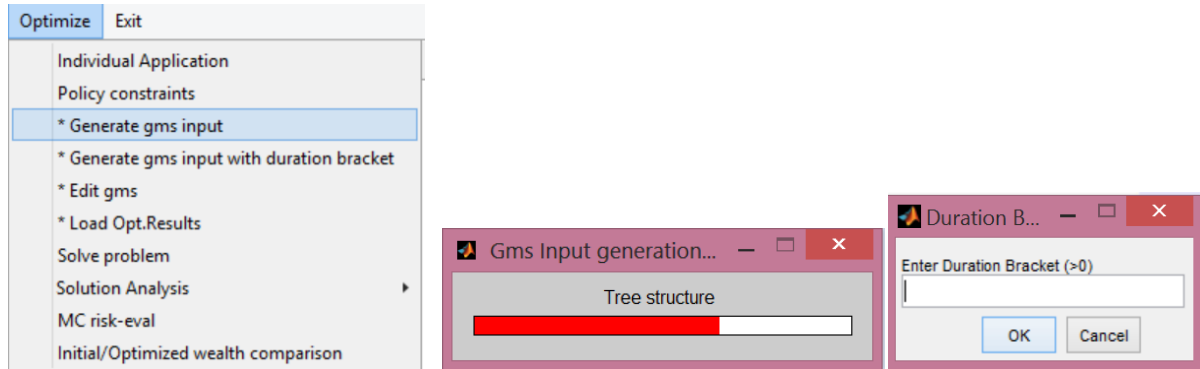 Optimize Exit
Individual Application
Policy constraints
* Generate gms input
* Generate gms input with duration bracket
* Edit gms
* Load Opt.Results
Solve problem
Solution Analysis
MC risk-eval
Initial/Optimized wealth comparison
Gms Input generation...
Tree structure
Duration B...
Enter Duration Bracket (>0)
OK Cancel